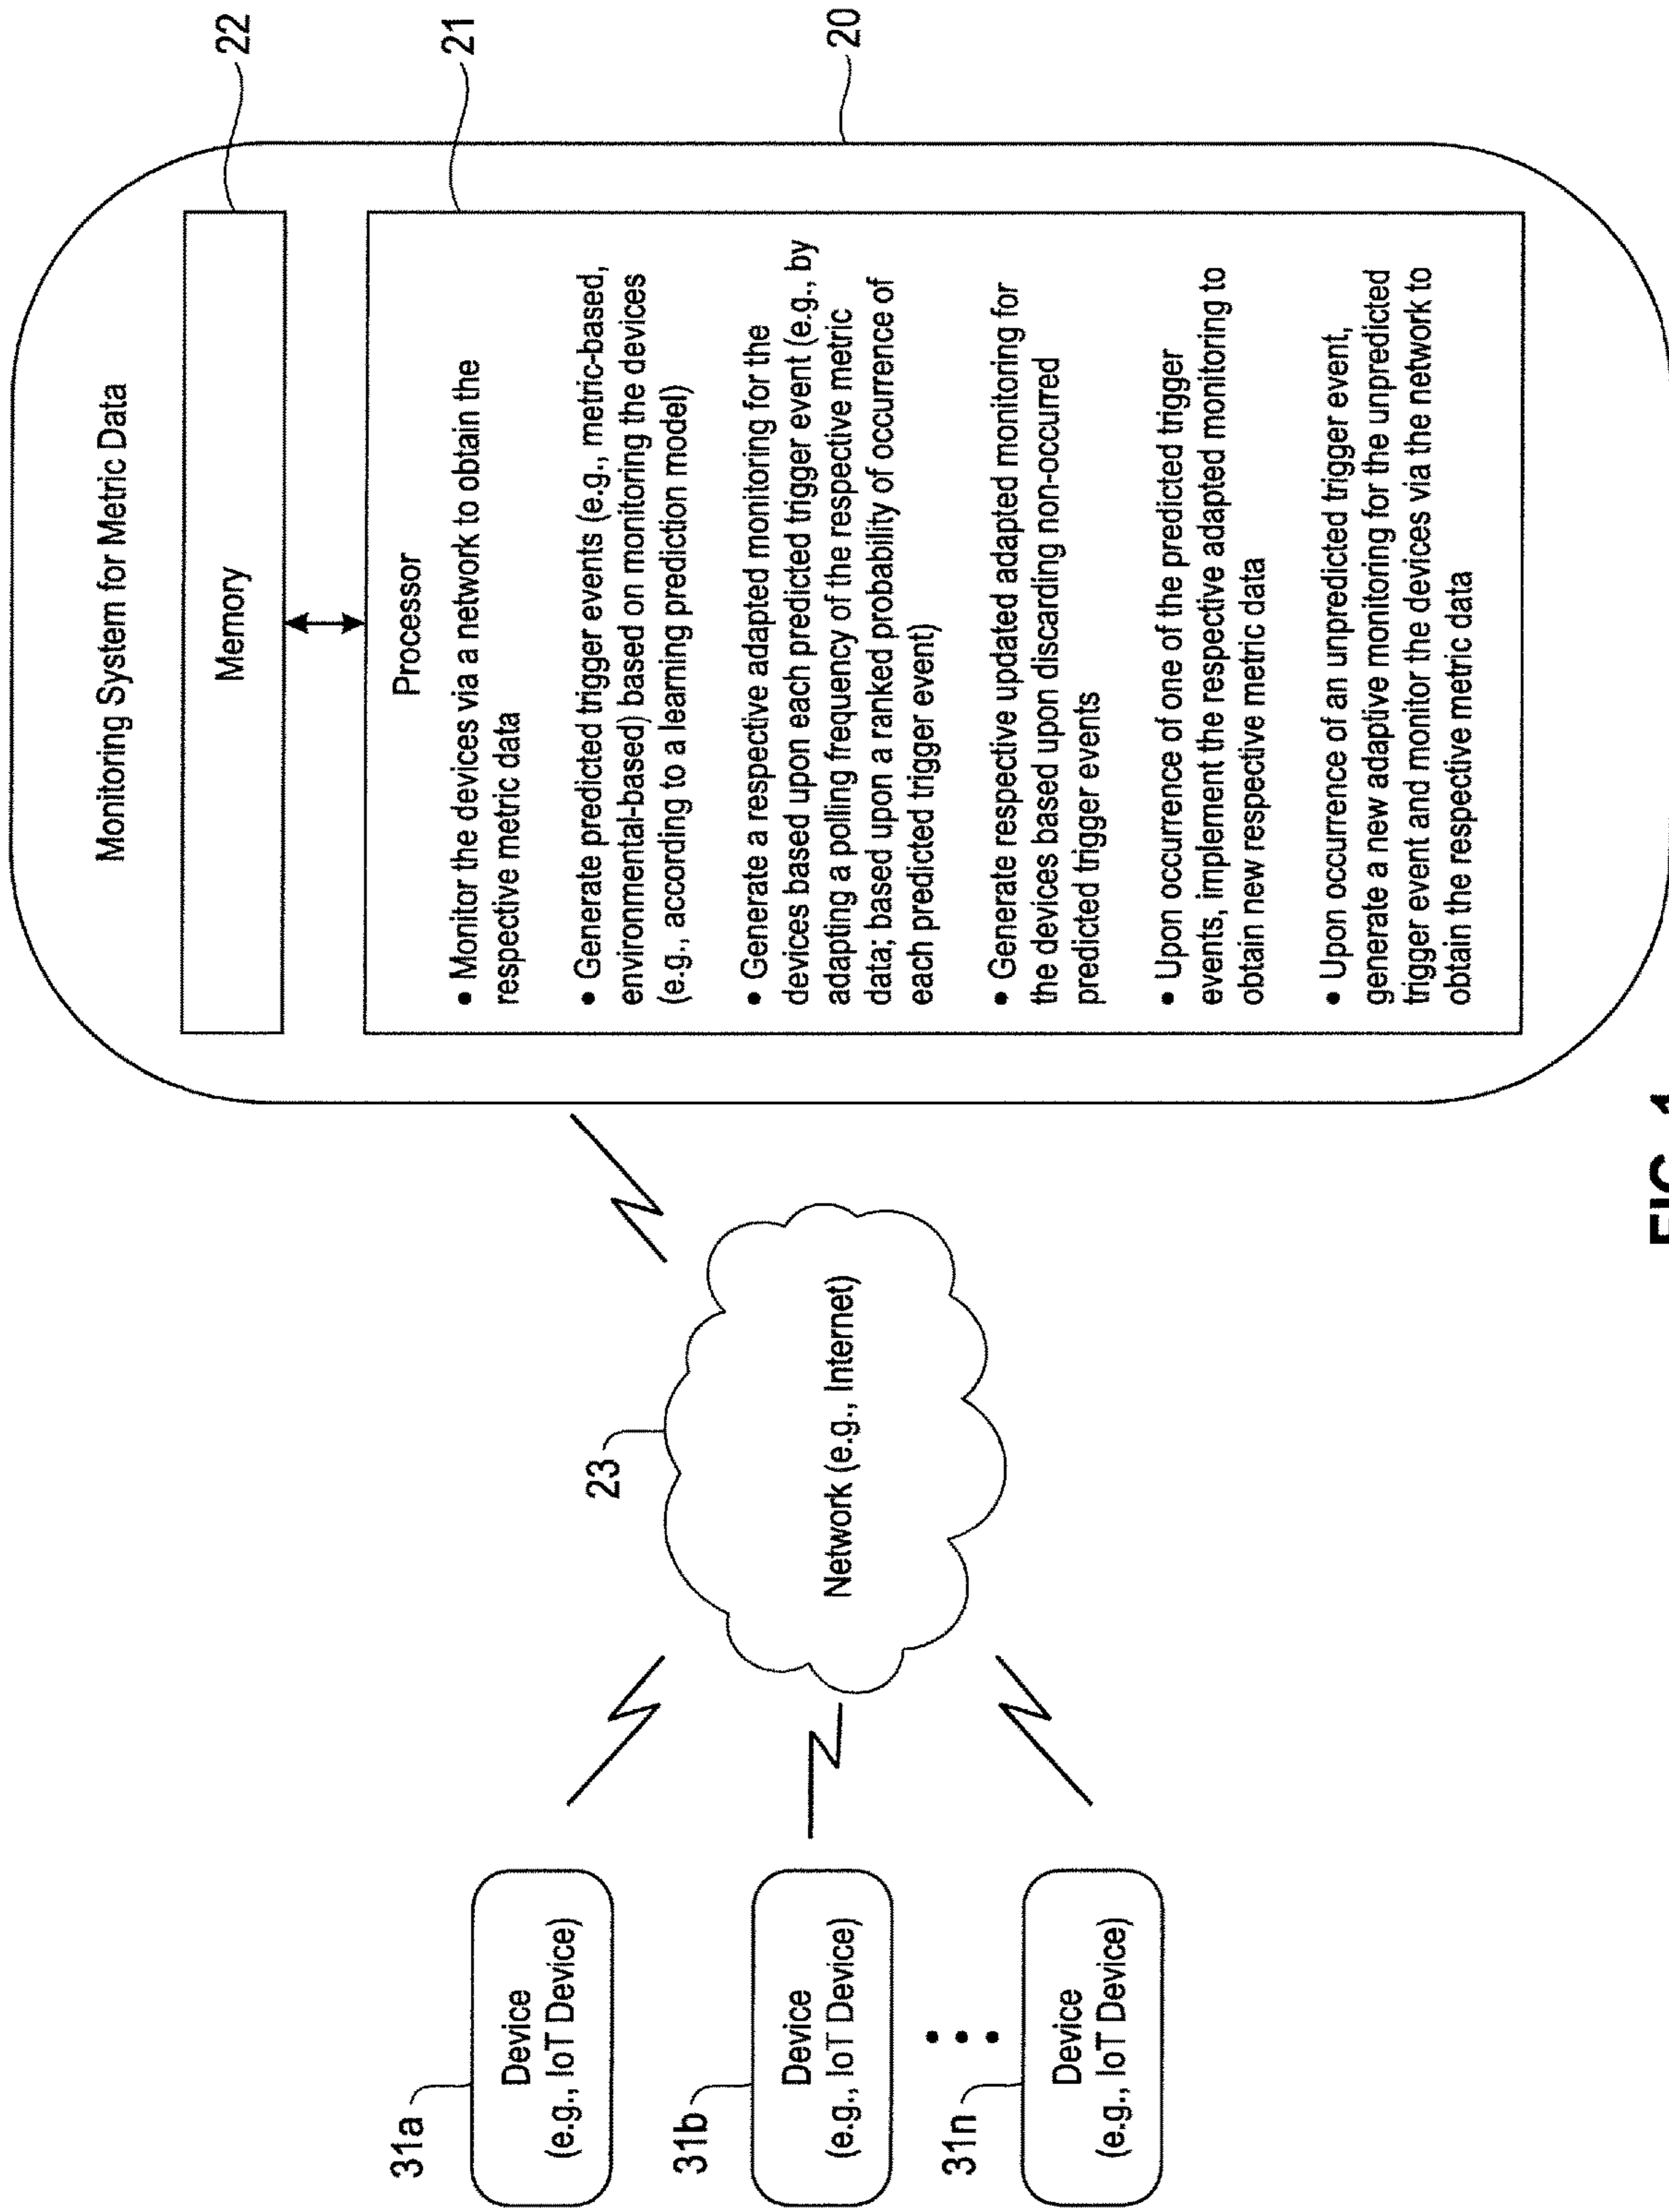 Monitoring System for Metric Data
22
Memory
21
Processor
• Monitor the devices via a network to obtain the
respective metric data
• Generate predicted trigger events (e.g., metric-based,
environmental-based) based on monitoring the devices
(e.g., according to a learning prediction model)
• Generate a respective adapted monitoring for the
devices based upon each predicted trigger event (e.g., by
adapting a polling frequency of the respective metric
data; based upon a ranked probability of occurrence of
each predicted trigger event)
• Generate respective updated adapted monitoring for
the devices based upon discarding non-occurred
predicted trigger events
• Upon occurrence of one of the predicted trigger
events, implement the respective adapted monitoring to
obtain new respective metric data
• Upon occurrence of an unpredicted trigger event,
generate a new adaptive monitoring for the unpredicted
trigger event and monitor the devices via the network to
obtain the respective metric data
20
23
Network (e.g., Internet)
31a
Device
(e.g., IoT Device)
31b
Device
(e.g., IoT Device)
31n
Device
(e.g., IoT Device)
FIG. 1